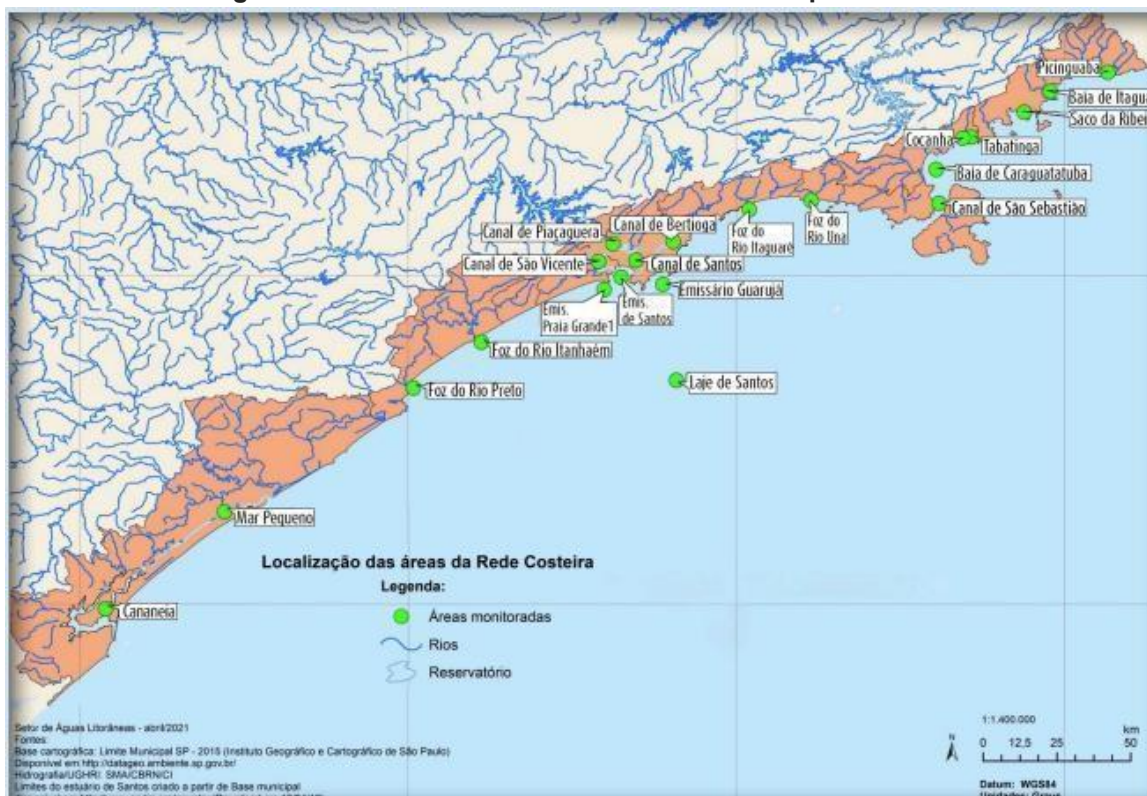 Picinguaba
Baia de Itagua
Saco da Ribei
Cocanha
Tabatinga
Baia de Caraguatatuba
Canal de São Sebastião
Canal de Bertioga
Canal de Piaçaguera
Foz do
Rio Itaguaré
Foz do
Rio Una
Canal de São Vicente
Canal de Santos
Emissário Guarujá
Emis.
Praia Grande1
Emis.
de Santos
Foz do Rio Itanhaém
Laje de Santos
Foz do Rio Preto
Mar Pequeno
Cananeia
Localização das áreas da Rede Costeira
Legenda:
Áreas monitoradas
Rios
Reservatório
Setor de Águas Litorâneas - abril/2021
Fontes:
Base cartográfica: Limite Municipal SP - 2015 (Instituto Geográfico e Cartográfico de São Paulo)
Disponível em:http://datageo.ambiente.sp.gov.br/
Hidrografia/UGHRI: SMA/CBRN/CI
Limites do estuário de Santos criado a partir de Base municipal
1:1.400.000
N
km
0 12,5 25 50
Datum: WGS84
Unidades: Graus